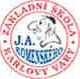 ZÁKLADNÍ ŠKOLA
J.A.
KOMENSKÉHO
KARLOVY VARY